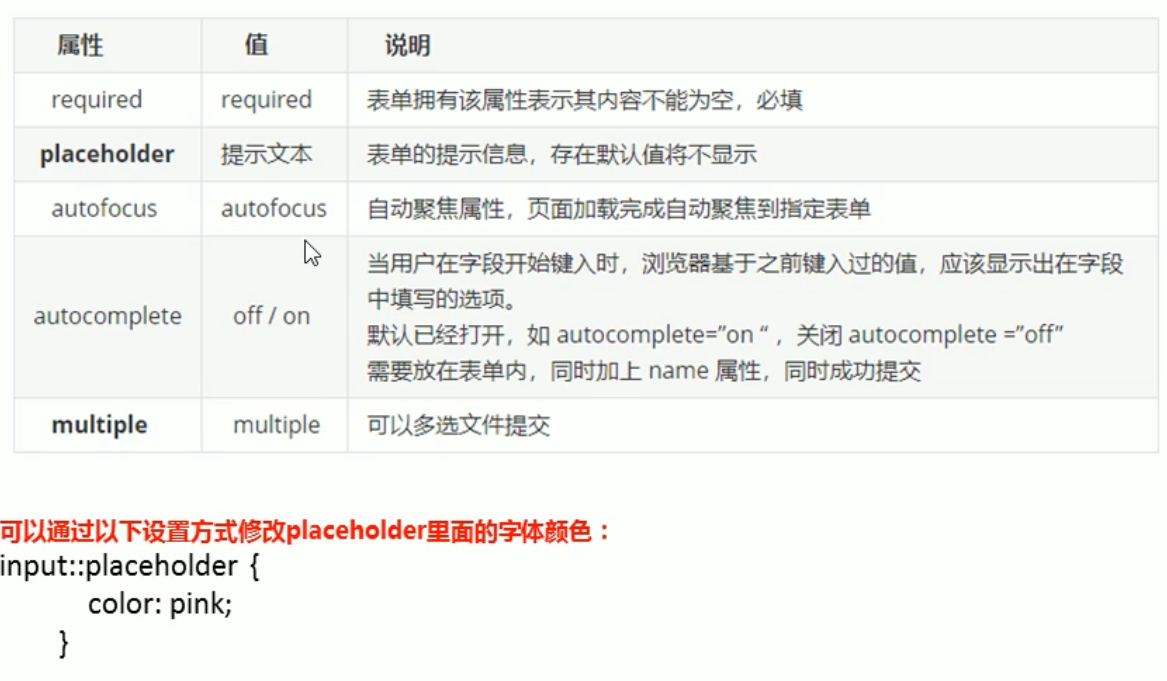 属性 值 说明
required required 表单拥有该属性表示其内容不能为空，必填
placeholder 提示文本 表单的提示信息，存在默认值将不显示
autofocus autofocus 自动聚焦属性，页面加载完成自动聚焦到指定表单
autocomplete off / on 当用户在字段开始键入时，浏览器基于之前键入过的值，应该显示出在字段
中填写的选项。
默认已经打开，如 autocomplete=”on “ ，关闭 autocomplete =”off”
需要放在表单内，同时加上 name 属性，同时成功提交
multiple multiple 可以多选文件提交
可以通过以下设置方式修改placeholder里面的字体颜色：
input::placeholder {
color: pink;
}